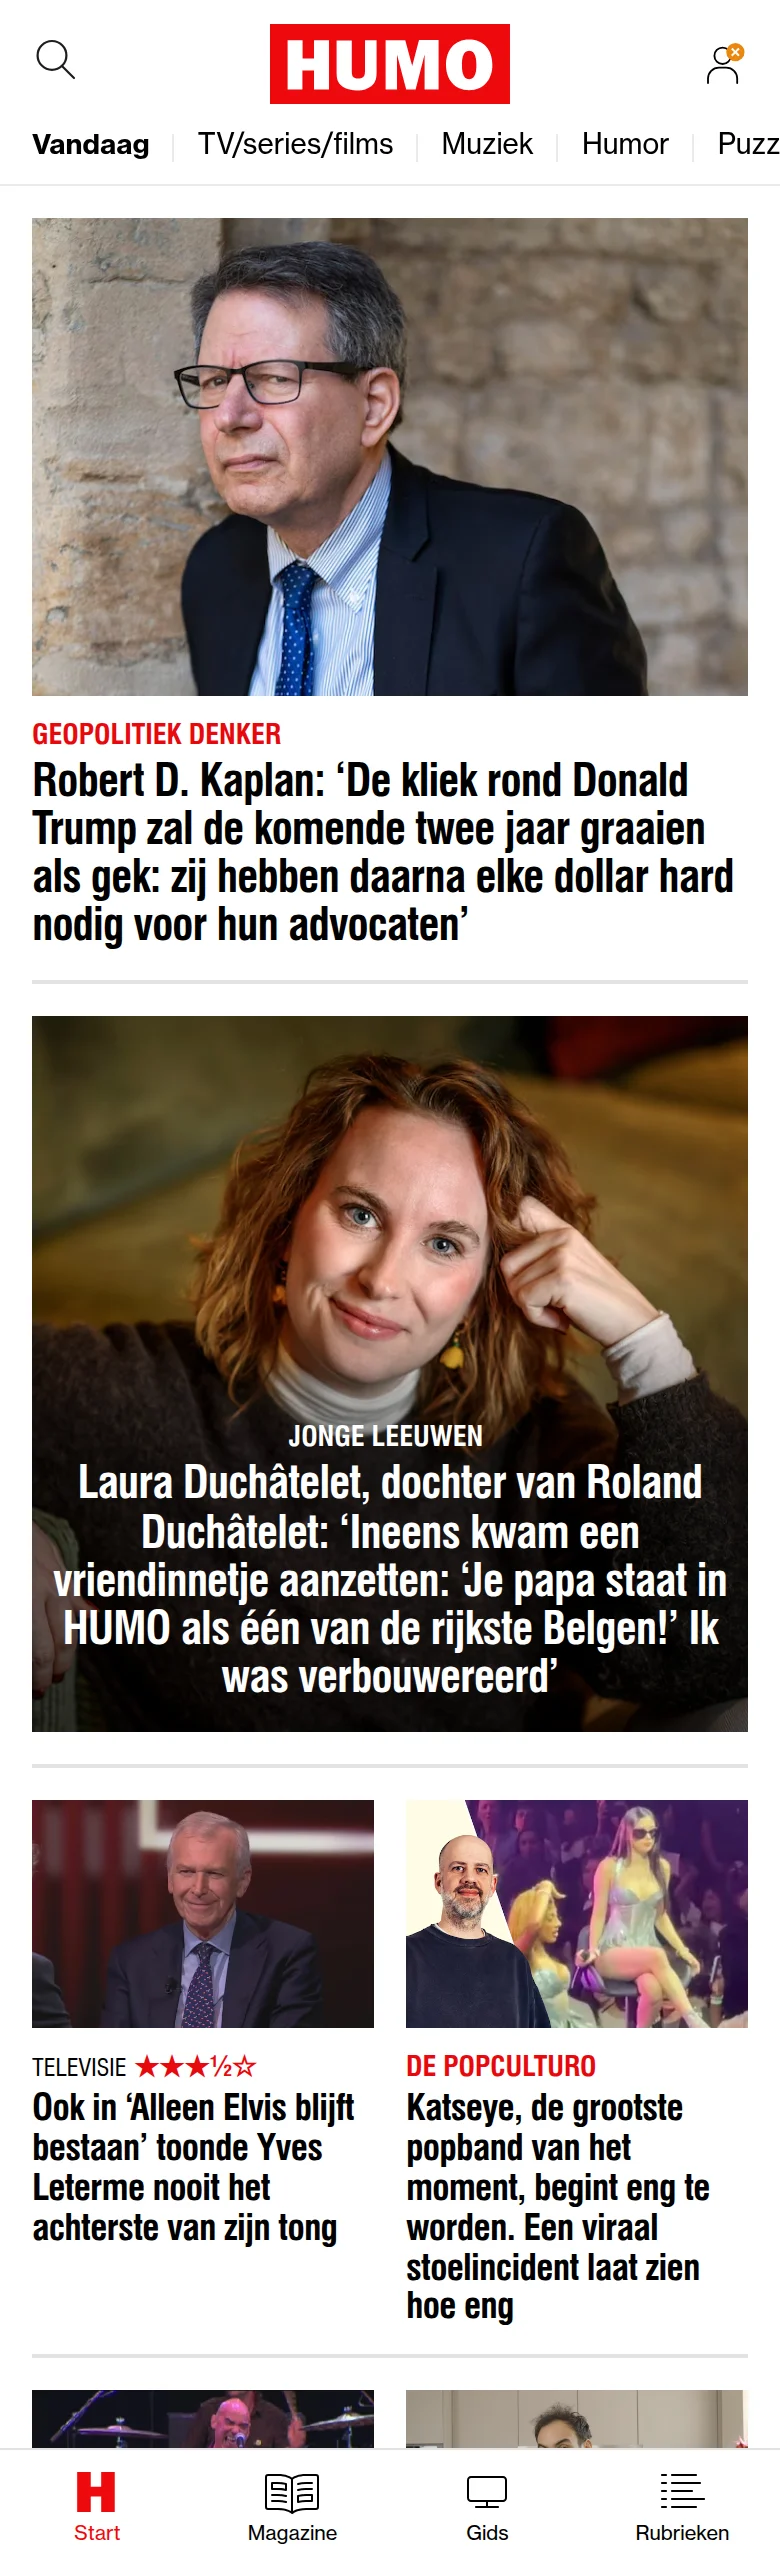 HUMO
Vandaag
TV/series/films
Muziek
Humor
Puzz
GEOPOLITIEK DENKER
Robert D. Kaplan: ‘De kliek rond Donald
Trump zal de komende twee jaar graaien
als gek: zij hebben daarna elke dollar hard
nodig voor hun advocaten’
JONGE LEEUWEN
Laura Duchâtelet, dochter van Roland
Duchâtelet: ‘Ineens kwam een
vriendinnetje aanzetten: ‘Je papa staat in
HUMO als één van de rijkste Belgen!’ Ik
was verbouwereerd’
TELEVISIE ★★★½☆
Ook in ‘Alleen Elvis blijft
bestaan’ toonde Yves
Leterme nooit het
achterste van zijn tong
DE POPCULTURO
Katseye, de grootste
popband van het
moment, begint eng te
worden. Een viraal
stoelincident laat zien
hoe eng
H
Start
Magazine
Gids
Rubrieken